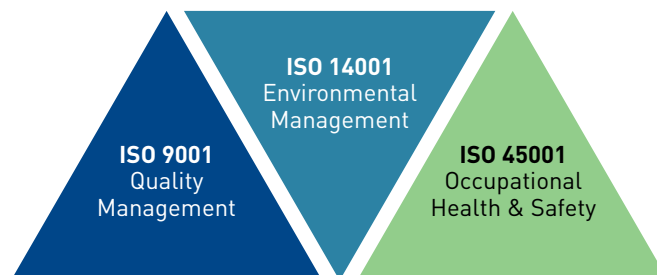 ISO 9001
Quality
Management
ISO 14001
Environmental
Management
ISO 45001
Occupational
Health & Safety